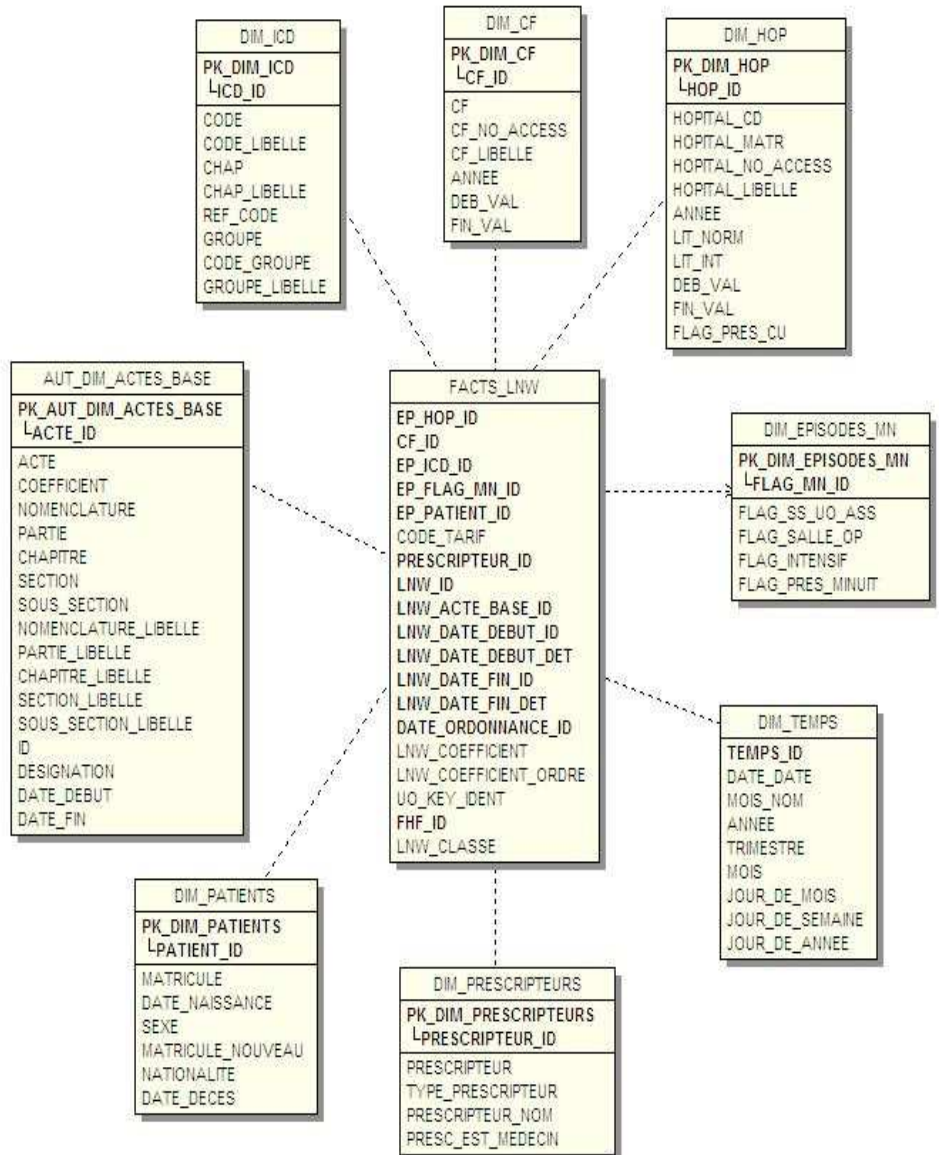 DIM_ICD
PK_DIM_ICD
ICD_ID
CODE
CODE_LIBELLE
CHAP
CHAP_LIBELLE
REF_CODE
GROUPE
CODE_GROUPE
GROUPE_LIBELLE
DIM_CF
PK_DIM_CF
CF_ID
CF
CF_NO_ACCESS
CF_LIBELLE
ANNEE
DEB_VAL
FIN_VAL
DIM_HOP
PK_DIM_HOP
HOP_ID
HOPITAL_CD
HOPITAL_MATR
HOPITAL_NO_ACCESS
HOPITAL_LIBELLE
ANNEE
LIT_NORM
LIT_INT
DEB_VAL
FIN_VAL
FLAG_PRES_CU
AUT_DIM_ACTES_BASE
PK_AUT_DIM_ACTES_BASE
ACTE_ID
ACTE
COEFFICIENT
NOMENCLATURE
PARTIE
CHAPITRE
SECTION
SOUS_SECTION
NOMENCLATURE_LIBELLE
PARTIE_LIBELLE
CHAPITRE_LIBELLE
SECTION_LIBELLE
SOUS_SECTION_LIBELLE
ID
DESIGNATION
DATE_DEBUT
DATE_FIN
FACTS_LNW
EP_HOP_ID
CF_ID
EP_ICD_ID
EP_FLAG_MN_ID
EP_PATIENT_ID
CODE_TARIF
PRESCRIPTEUR_ID
LNW_ID
LNW_ACTE_BASE_ID
LNW_DATE_DEBUT_ID
LNW_DATE_DEBUT_DET
LNW_DATE_FIN_ID
LNW_DATE_FIN_DET
DATE_ORDONNANCE_ID
LNW_COEFFICIENT
LNW_COEFFICIENT_ORDRE
UO_KEY_IDENT
FHF_ID
LNW_CLASSE
DIM_EPISODES_MN
PK_DIM_EPISODES_MN
FLAG_MN_ID
FLAG_SS_UO_ASS
FLAG_SALLE_OP
FLAG_INTENSIF
FLAG_PRES_MINUIT
DIM_TEMPS
TEMPS_ID
DATE_DATE
MOIS_NOM
ANNEE
TRIMESTRE
MOIS
JOUR_DE_MOIS
JOUR_DE_SEMAINE
JOUR_DE_ANNEE
DIM_PATIENTS
PK_DIM_PATIENTS
PATIENT_ID
MATRICULE
DATE_NAISSANCE
SEXE
MATRICULE_NOUVEAU
NATIONALITE
DATE_DECES
DIM_PRESCRIPTEURS
PK_DIM_PRESCRIPTEURS
PRESCRIPTEUR_ID
PRESCRIPTEUR
TYPE_PRESCRIPTEUR
PRESCRIPTEUR_NOM
PRESC_EST_MEDECIN